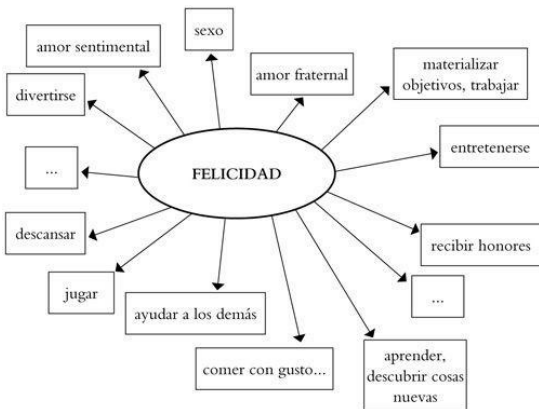 sexo
amor sentimental
amor fraternal
materializar
objetivos, trabajar
divertirse
entretenerse
...
FELICIDAD
descansar
recibir honores
jugar
...
ayudar a los demás
comer con gusto...
aprender,
descubrir cosas
nuevas